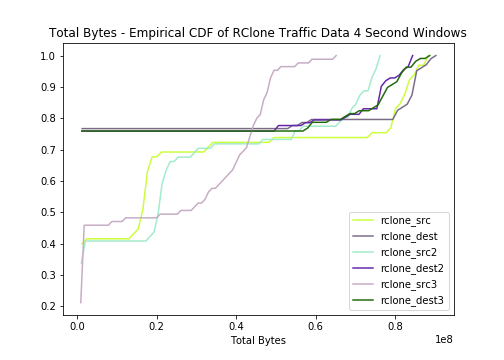 Total Bytes - Empirical CDF of RClone Traffic Data 4 Second Windows
1.0
0.9
0.8
0.7
0.6
0.5
0.4
0.3
0.2
rclone_src
rclone_dest
rclone_src2
rclone_dest2
rclone_src3
rclone_dest3
0.0 0.2 0.4 0.6 0.8
1e8
Total Bytes